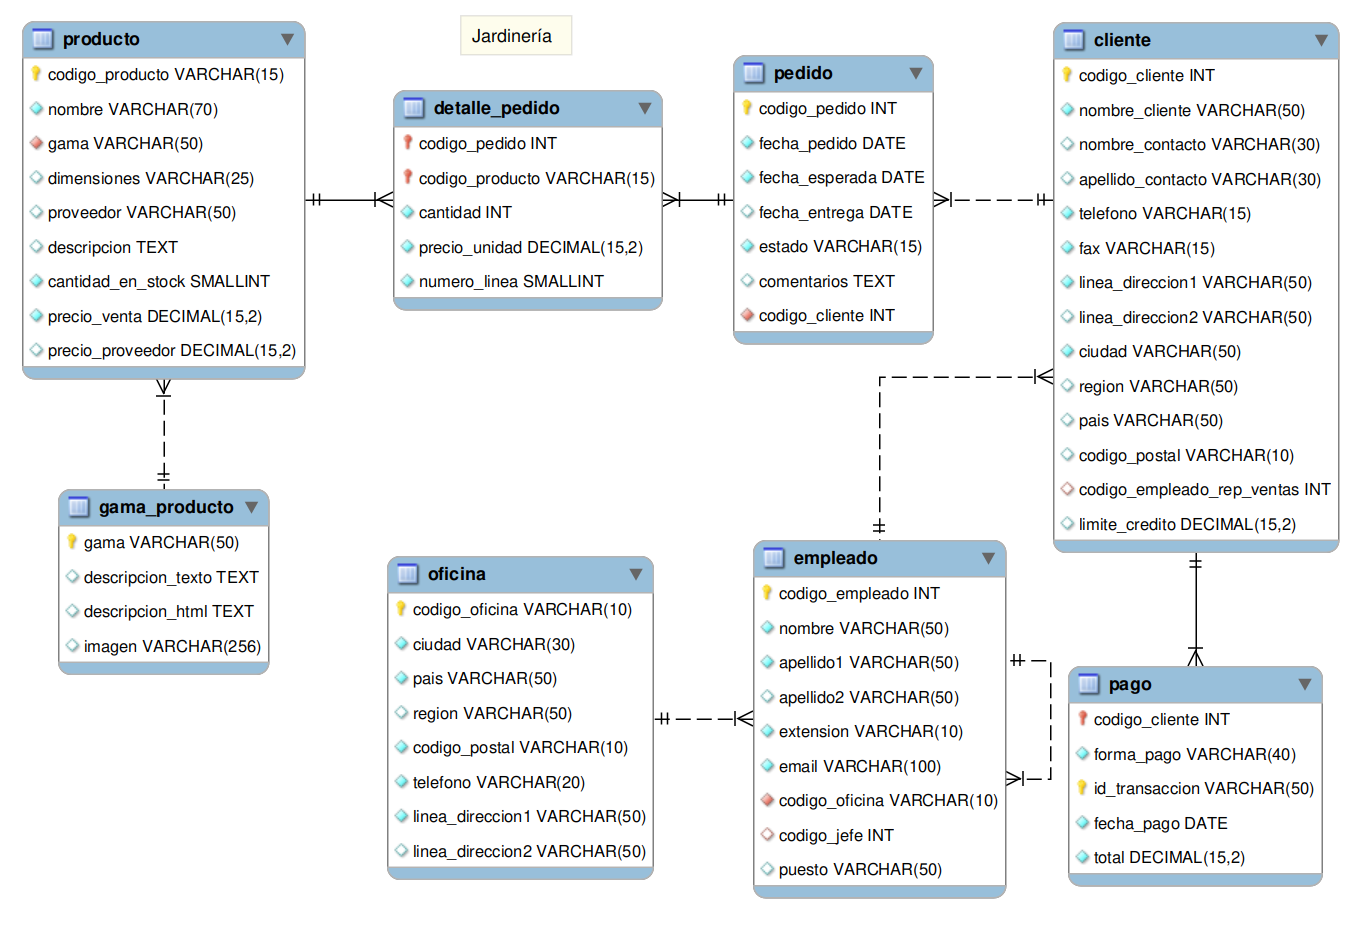 Jardinería
producto
codigo_producto VARCHAR(15)
nombre VARCHAR(70)
gama VARCHAR(50)
dimensiones VARCHAR(25)
proveedor VARCHAR(50)
descripcion TEXT
cantidad_en_stock SMALLINT
precio_venta DECIMAL(15,2)
precio_proveedor DECIMAL(15,2)
detalle_pedido
codigo_pedido INT
codigo_producto VARCHAR(15)
cantidad INT
precio_unidad DECIMAL(15,2)
numero_linea SMALLINT
pedido
codigo_pedido INT
fecha_pedido DATE
fecha_esperada DATE
fecha_entrega DATE
estado VARCHAR(15)
comentarios TEXT
codigo_cliente INT
cliente
codigo_cliente INT
nombre_cliente VARCHAR(50)
nombre_contacto VARCHAR(30)
apellido_contacto VARCHAR(30)
telefono VARCHAR(15)
fax VARCHAR(15)
linea_direccion1 VARCHAR(50)
linea_direccion2 VARCHAR(50)
ciudad VARCHAR(50)
region VARCHAR(50)
pais VARCHAR(50)
codigo_postal VARCHAR(10)
codigo_empleado_rep_ventas INT
limite_credito DECIMAL(15,2)
gama_producto
gama VARCHAR(50)
descripcion_texto TEXT
descripcion_html TEXT
imagen VARCHAR(256)
oficina
codigo_oficina VARCHAR(10)
ciudad VARCHAR(30)
pais VARCHAR(50)
region VARCHAR(50)
codigo_postal VARCHAR(10)
telefono VARCHAR(20)
linea_direccion1 VARCHAR(50)
linea_direccion2 VARCHAR(50)
empleado
codigo_empleado INT
nombre VARCHAR(50)
apellido1 VARCHAR(50)
apellido2 VARCHAR(50)
extension VARCHAR(10)
email VARCHAR(100)
codigo_oficina VARCHAR(10)
codigo_jefe INT
puesto VARCHAR(50)
pago
codigo_cliente INT
forma_pago VARCHAR(40)
id_transaccion VARCHAR(50)
fecha_pago DATE
total DECIMAL(15,2)